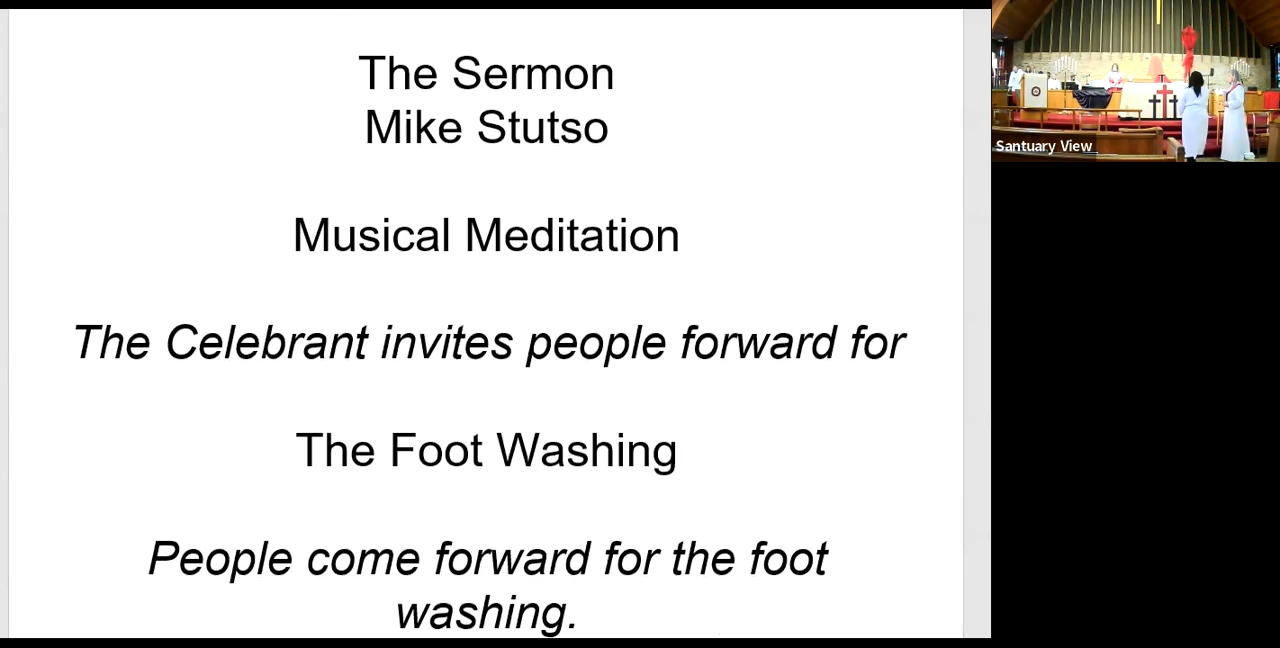 The Sermon
Mike Stutso
Musical Meditation
The Celebrant invites people forward for
The Foot Washing
People come forward for the foot
washing.
Santuary View